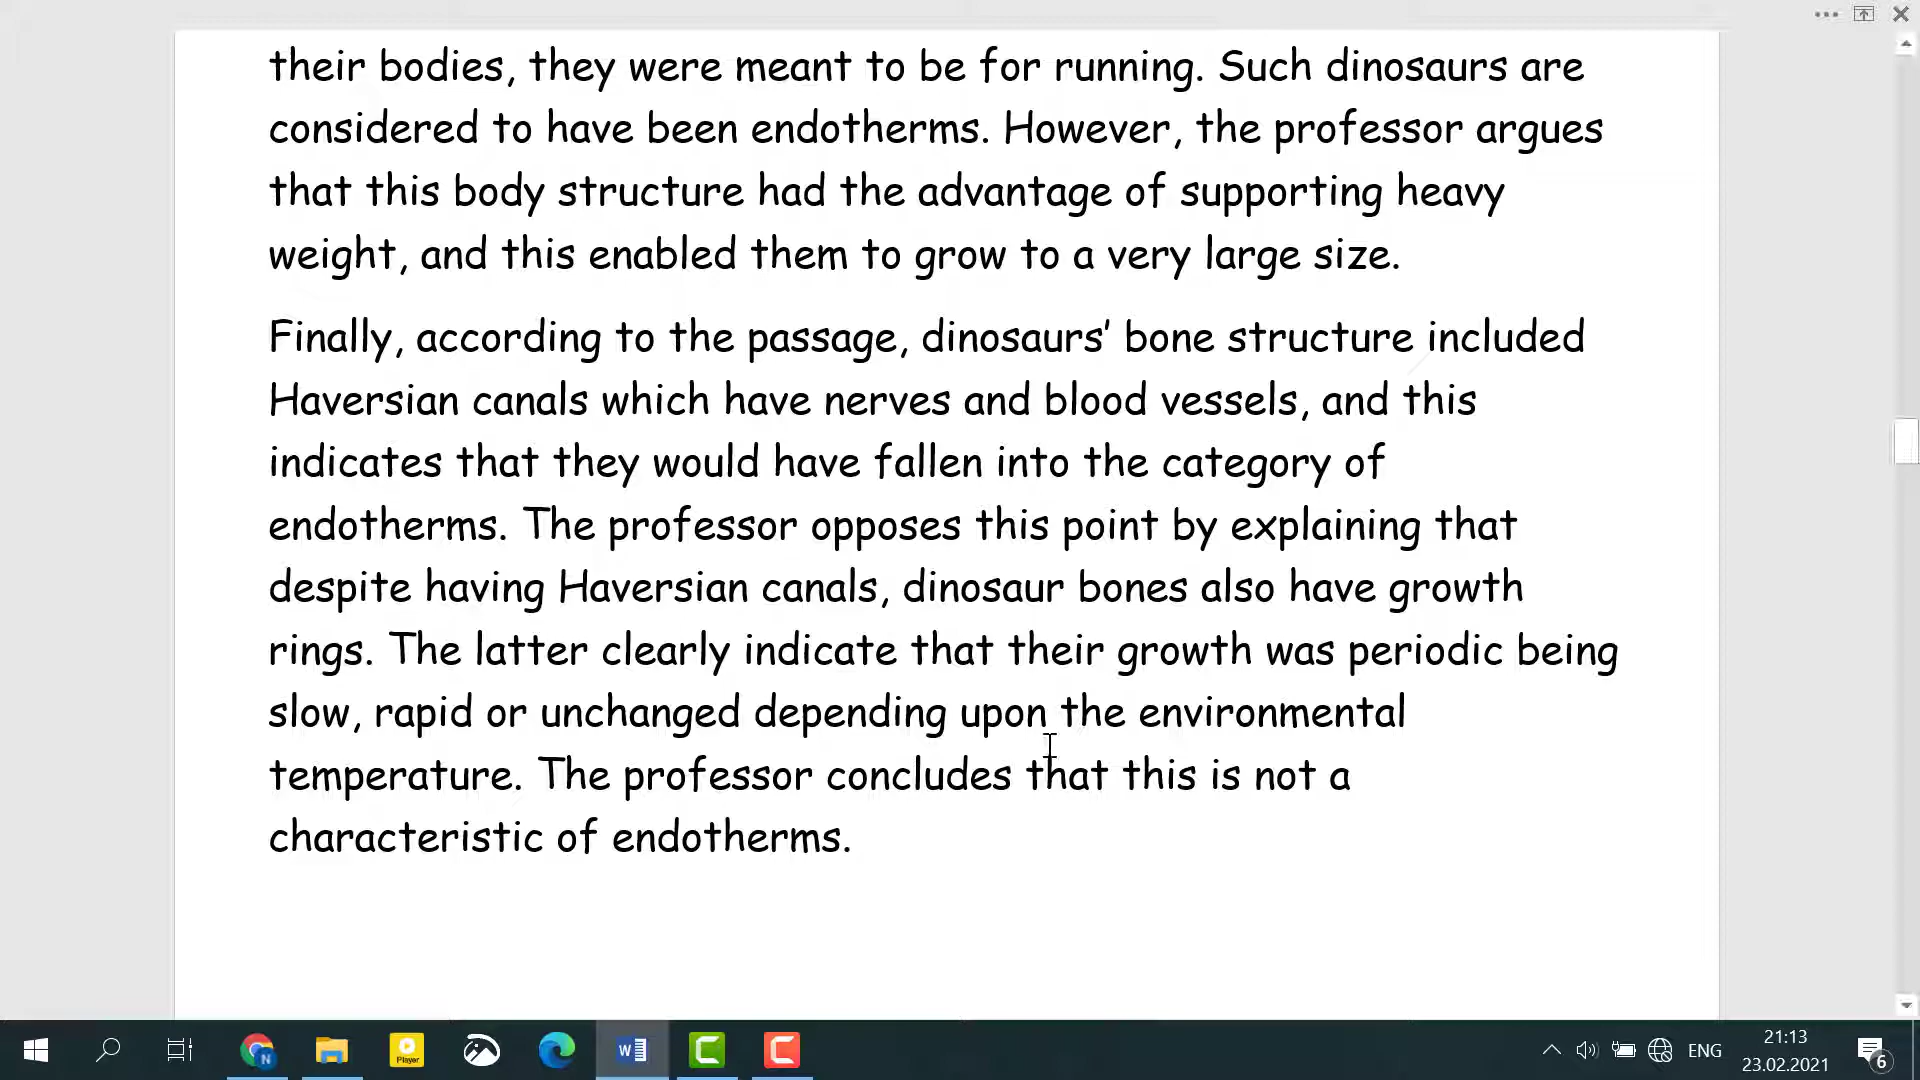 their bodies, they were meant to be for running. Such dinosaurs are
considered to have been endotherms. However, the professor argues
that this body structure had the advantage of supporting heavy
weight, and this enabled them to grow to a very large size.
Finally, according to the passage, dinosaurs’ bone structure included
Haversian canals which have nerves and blood vessels, and this
indicates that they would have fallen into the category of
endotherms. The professor opposes this point by explaining that
despite having Haversian canals, dinosaur bones also have growth
rings. The latter clearly indicate that their growth was periodic being
slow, rapid or unchanged depending upon the environmental
temperature. The professor concludes that this is not a
characteristic of endotherms.
N
Player
W
ENG
21:13
23.02.2021
6